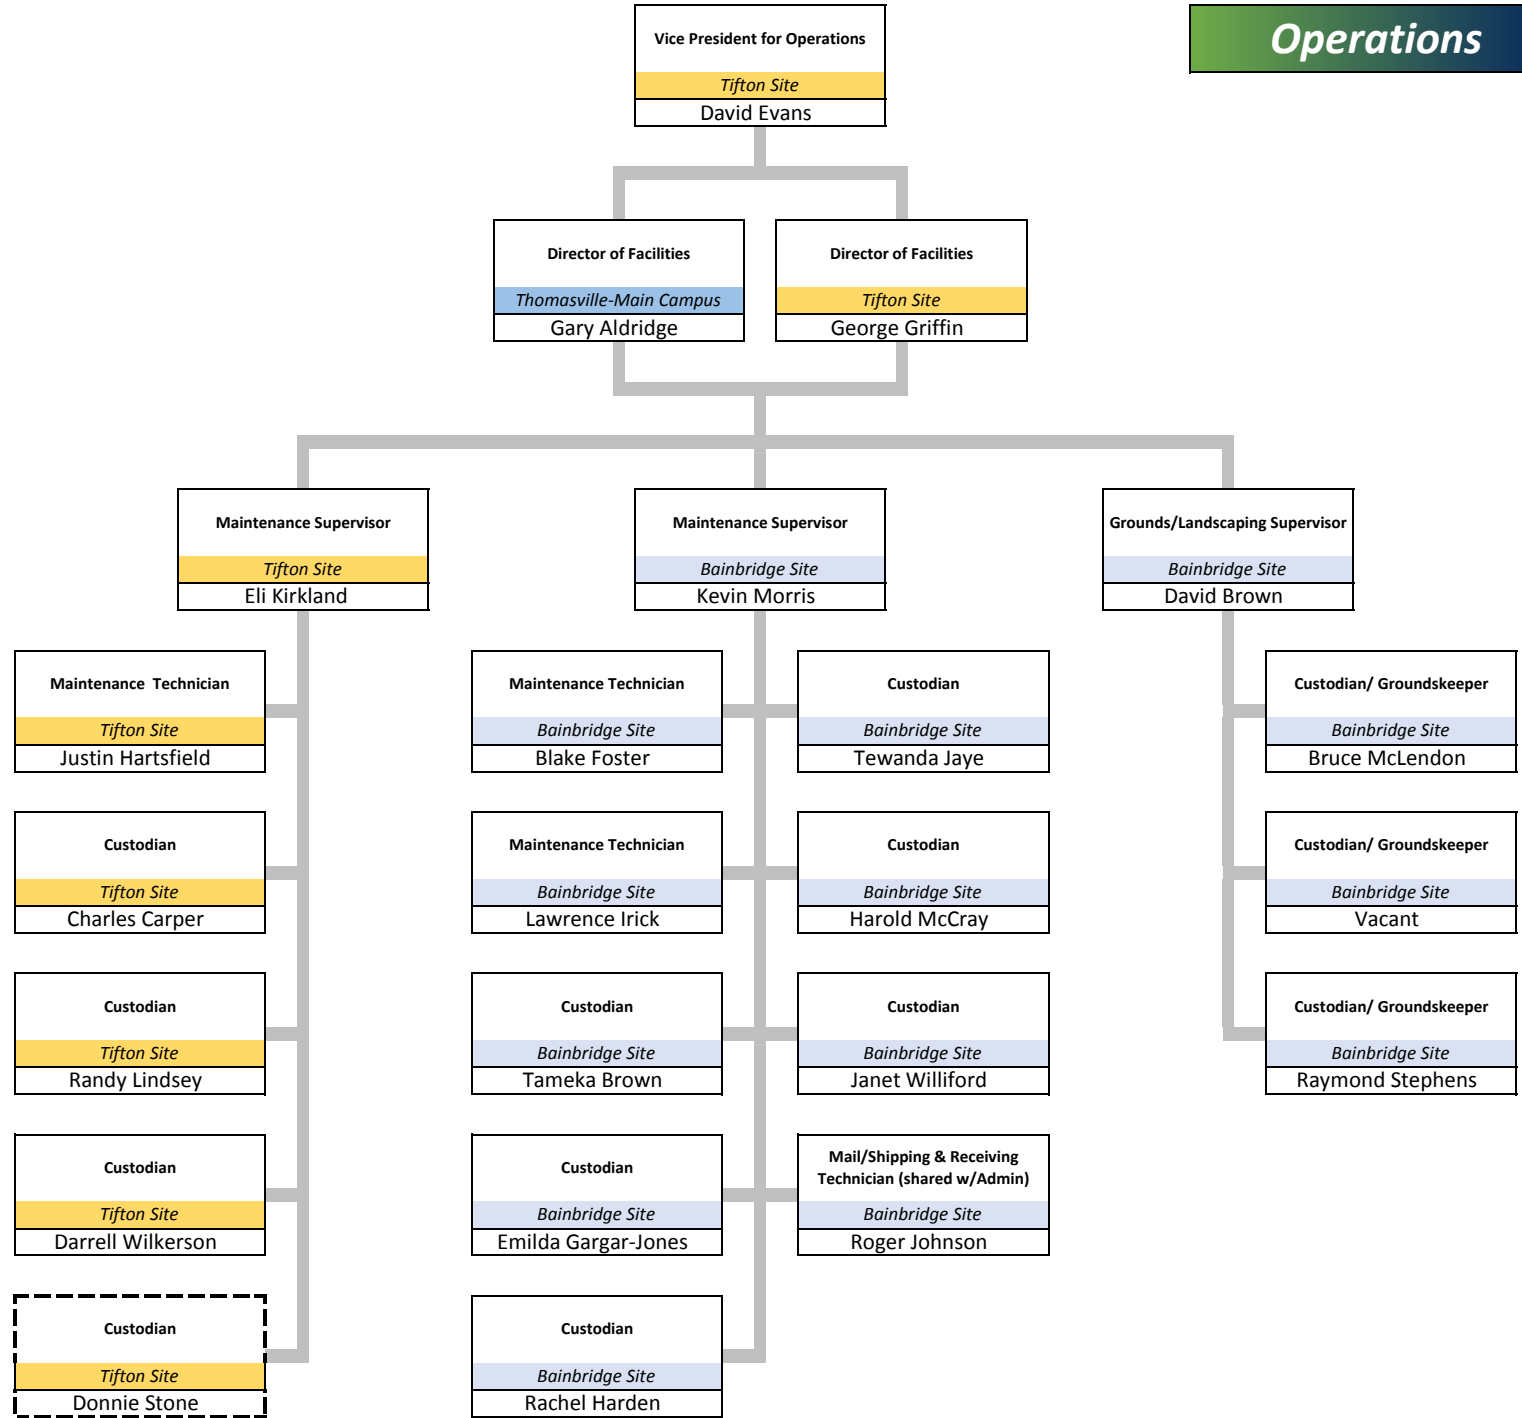 Operations
Vice President for Operations
Tifton Site
David Evans
Director of Facilities
Thomasville-Main Campus
Gary Aldridge
Director of Facilities
Tifton Site
George Griffin
Maintenance Supervisor
Tifton Site
Eli Kirkland
Maintenance Supervisor
Bainbridge Site
Kevin Morris
Grounds/Landscaping Supervisor
Bainbridge Site
David Brown
Maintenance  Technician
Tifton Site
Justin Hartsfield
Custodian
Tifton Site
Charles Carper
Custodian
Tifton Site
Randy Lindsey
Custodian
Tifton Site
Darrell Wilkerson
Custodian
Tifton Site
Donnie Stone
Maintenance Technician
Bainbridge Site
Blake Foster
Maintenance Technician
Bainbridge Site
Lawrence Irick
Custodian
Bainbridge Site
Tameka Brown
Custodian
Bainbridge Site
Emilda Gargar-Jones
Custodian
Bainbridge Site
Rachel Harden
Custodian
Bainbridge Site
Tewanda Jaye
Custodian
Bainbridge Site
Harold McCray
Custodian
Bainbridge Site
Janet Williford
Mail/Shipping & Receiving
Technician (shared w/Admin)
Bainbridge Site
Roger Johnson
Custodian/ Groundskeeper
Bainbridge Site
Bruce McLendon
Custodian/ Groundskeeper
Bainbridge Site
Vacant
Custodian/ Groundskeeper
Bainbridge Site
Raymond Stephens